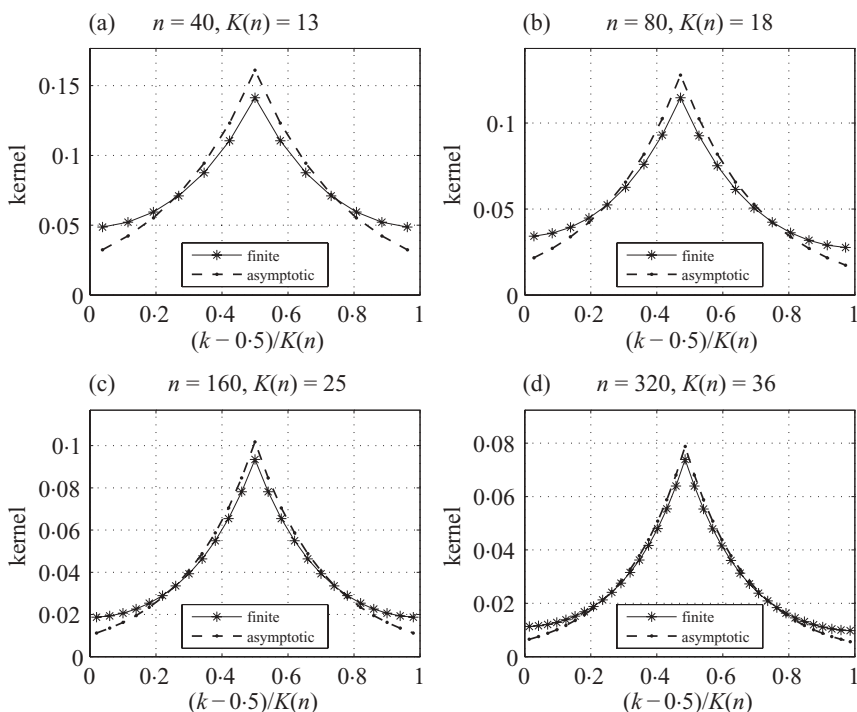 (a) n = 40, K(n) = 13
0·15
0·1
0·05
0
kernel
finite
asymptotic
0 0·2 0·4 0·6 0·8 1
(k − 0·5)/K(n)
(b) n = 80, K(n) = 18
0·1
0·05
0
kernel
finite
asymptotic
0 0·2 0·4 0·6 0·8 1
(k − 0·5)/K(n)
(c) n = 160, K(n) = 25
0·1
0·08
0·06
0·04
0·02
0
kernel
finite
asymptotic
0 0·2 0·4 0·6 0·8 1
(k − 0·5)/K(n)
(d) n = 320, K(n) = 36
0·08
0·06
0·04
0·02
0
kernel
finite
asymptotic
0 0·2 0·4 0·6 0·8 1
(k − 0·5)/K(n)